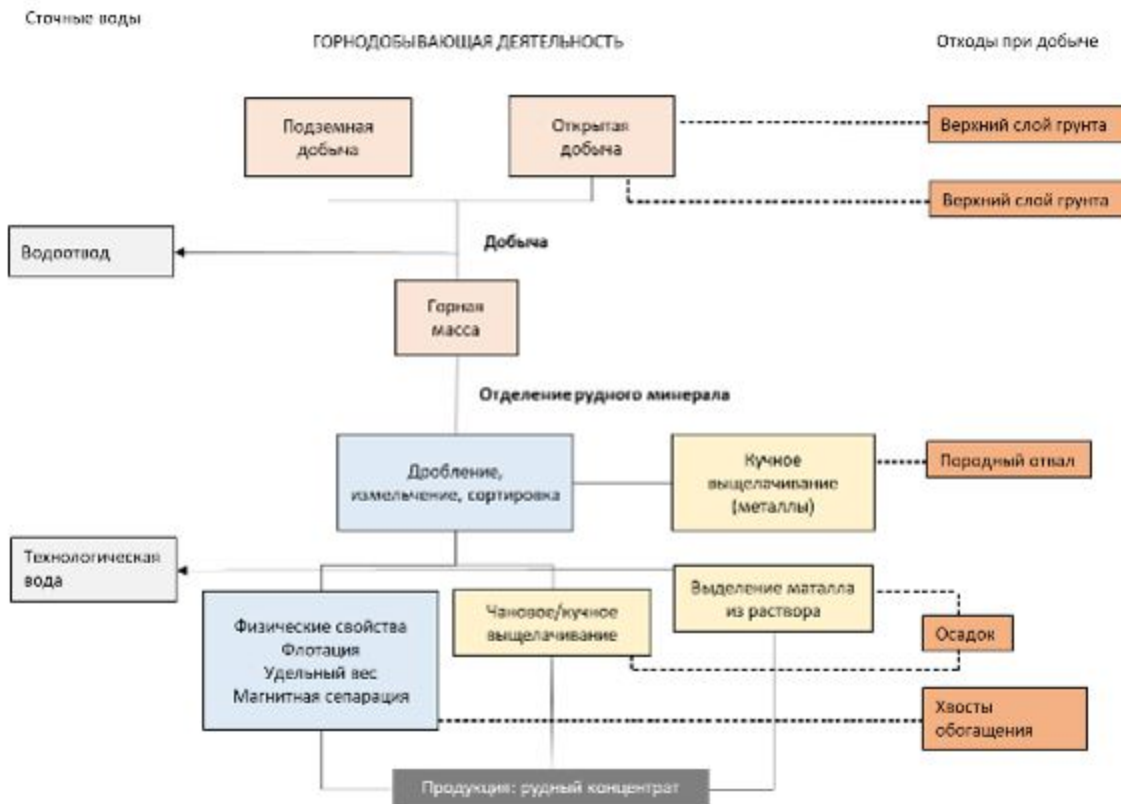 Сточные воды
ГОРНОДОБЫВАЮЩАЯ ДЕЯТЕЛЬНОСТЬ
Отходы при добыче
Подземная
добыча
Открытая
добыча
Верхний слой грунта
Верхний слой грунта
Водоотвод
Добыча
Горная
масса
Отделение рудного минерала
Дробление,
измельчение, сортировка
Кучное
выщелачивание
(металлы)
Породный отвал
Технологическая
вода
Физические свойства
Флотация
Удельный вес
Магнитная сепарация
Чановое/кучное
выщелачивание
Выделение маталла
из раствора
Осадок
Хвосты
обогащения
Продукция: рудный концентрат